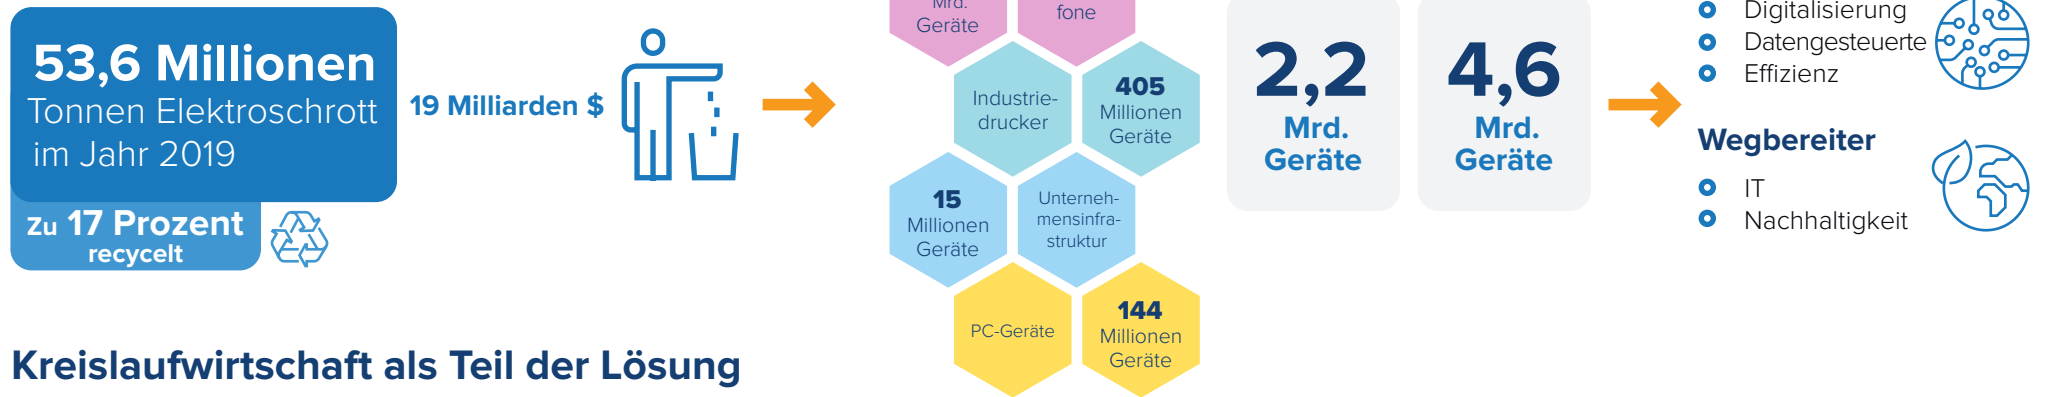 53,6 Millionen
Tonnen Elektroschrott
im Jahr 2019
zu 17 Prozent
recycelt
19 Milliarden $
Mrd.
Geräte
fone
Industrie-
drucker
405
Millionen
Geräte
15
Millionen
Geräte
Unterneh-
mensinfra-
struktur
PC-Geräte
144
Millionen
Geräte
2,2
Mrd.
Geräte
4,6
Mrd.
Geräte
Digitalisierung
Datengesteuerte
Effizienz
Wegbereiter
IT
Nachhaltigkeit
Kreislaufwirtschaft als Teil der Lösung